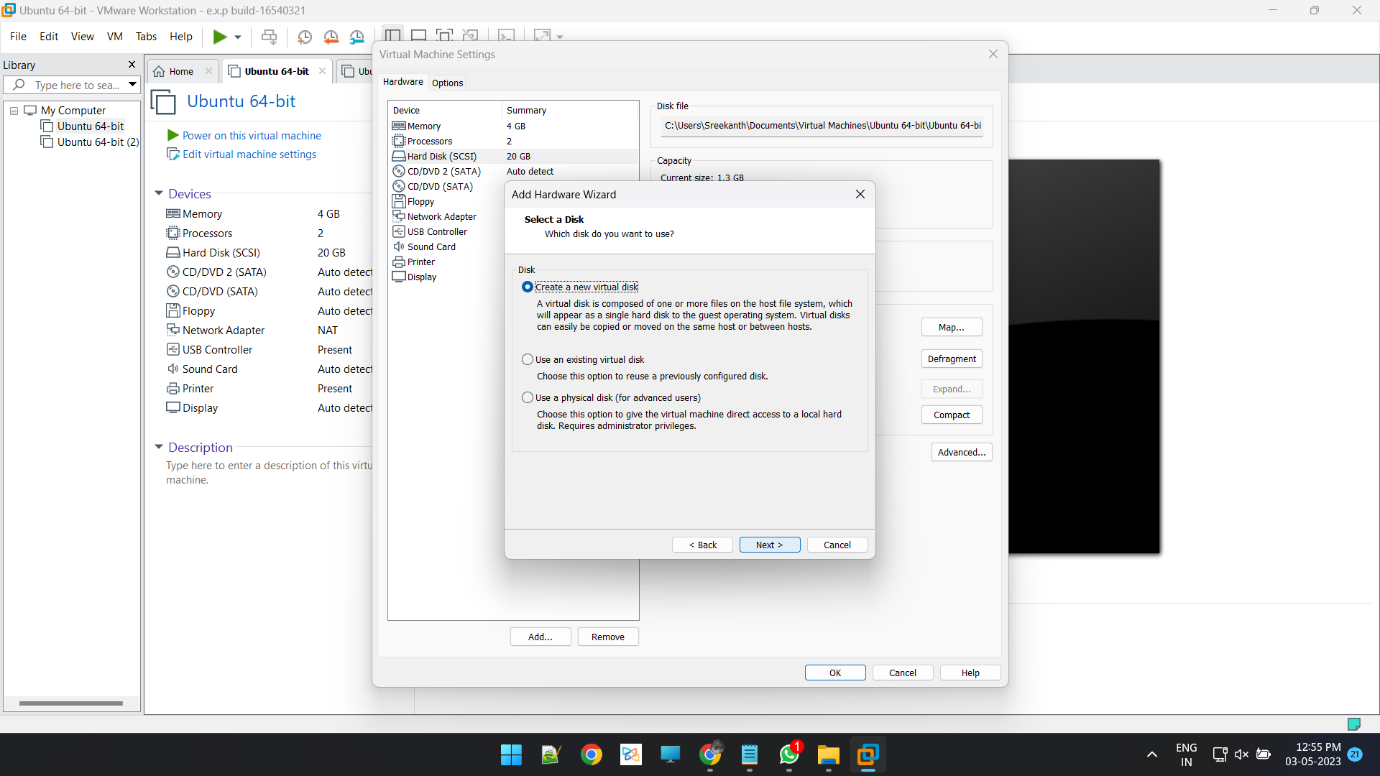 Ubuntu 64-bit - VMware Workstation - e.x.p build-16540321
File Edit View VM Tabs Help
Library
Type here to sea...
My Computer
Ubuntu 64-bit
Ubuntu 64-bit (2)
Home
Ubuntu 64-bit
Ubu
Ubuntu 64-bit
Power on this virtual machine
Edit virtual machine settings
Devices
Memory 4 GB
Processors 2
Hard Disk (SCSI) 20 GB
CD/DVD 2 (SATA) Auto detect
CD/DVD (SATA) Auto detect
Floppy Auto detect
Network Adapter NAT
USB Controller Present
Sound Card Auto detect
Printer Present
Display Auto detect
Description
Type here to enter a description of this virtu
machine.
Virtual Machine Settings
Hardware Options
Device Summary
Memory 4 GB
Processors 2
Hard Disk (SCSI) 20 GB
CD/DVD 2 (SATA) Auto detect
CD/DVD (SATA)
Floppy
Network Adapter
USB Controller
Sound Card
Printer
Display
Add... Remove
Disk file
C:\Users\Sreekanth\Documents\Virtual Machines\Ubuntu 64-bit\Ubuntu 64-bi
Capacity
Current size: 1.3 GB
Map...
Defragment
Expand...
Compact
Advanced...
OK Cancel Help
Add Hardware Wizard
Select a Disk
Which disk do you want to use?
Disk
Create a new virtual disk
A virtual disk is composed of one or more files on the host file system, which
will appear as a single hard disk to the guest operating system. Virtual disks
can easily be copied or moved on the same host or between hosts.
Use an existing virtual disk
Choose this option to reuse a previously configured disk.
Use a physical disk (for advanced users)
Choose this option to give the virtual machine direct access to a local hard
disk. Requires administrator privileges.
< Back Next > Cancel
1
ENG
IN
12:55 PM
03-05-2023
21